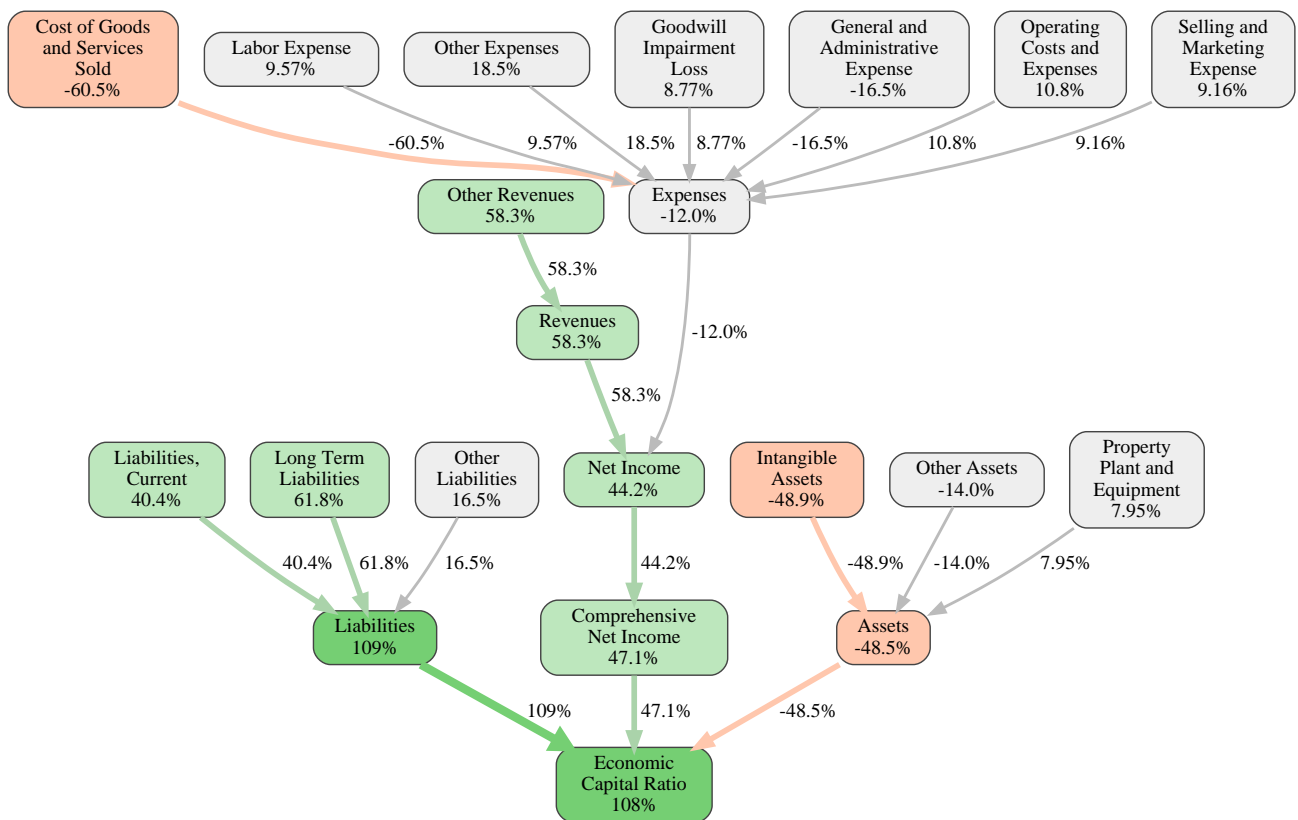 Cost of Goods
and Services
Sold
-60.5%
Labor Expense
9.57%
Other Expenses
18.5%
Goodwill
Impairment
Loss
8.77%
General and
Administrative
Expense
-16.5%
Operating
Costs and
Expenses
10.8%
Selling and
Marketing
Expense
9.16%
-60.5%
9.57%
18.5%
8.77%
-16.5%
10.8%
9.16%
Other Revenues
58.3%
Expenses
-12.0%
58.3%
Revenues
58.3%
-12.0%
58.3%
Liabilities,
Current
40.4%
Long Term
Liabilities
61.8%
Other
Liabilities
16.5%
Net Income
44.2%
Intangible
Assets
-48.9%
Other Assets
-14.0%
Property
Plant and
Equipment
7.95%
40.4%
61.8%
16.5%
44.2%
-48.9%
-14.0%
7.95%
Liabilities
109%
Comprehensive
Net Income
47.1%
Assets
-48.5%
109%
47.1%
-48.5%
Economic
Capital Ratio
108%